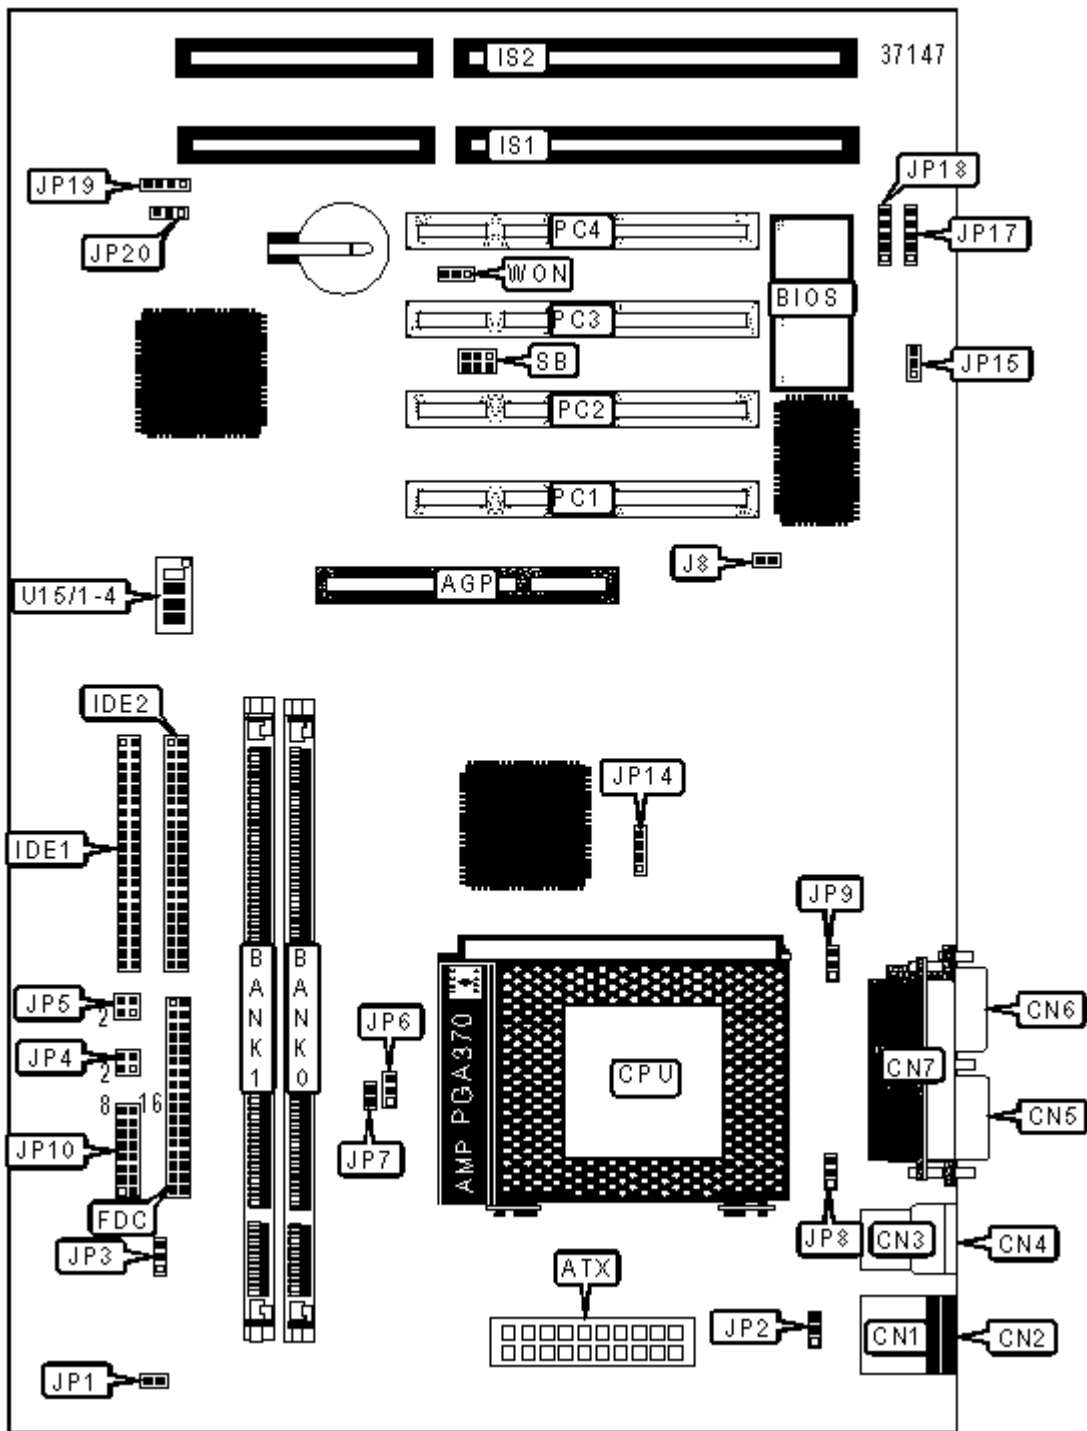 IS2
37147
IS1
JP19
JP18
JP20
PC4
JP17
WON
BIOS
PC3
SB
JP15
PC2
PC1
J8
AGP
U15/1-4
IDE2
JP14
IDE1
JP9
BANK1
BANK0
JP5
2
JP6
CN6
JP4
2
CPU
CN7
8
16
AMP PGA370
CN5
JP10
JP7
FDC
JP3
JP8
CN3
CN4
ATX
JP2
CN1
CN2
JP1